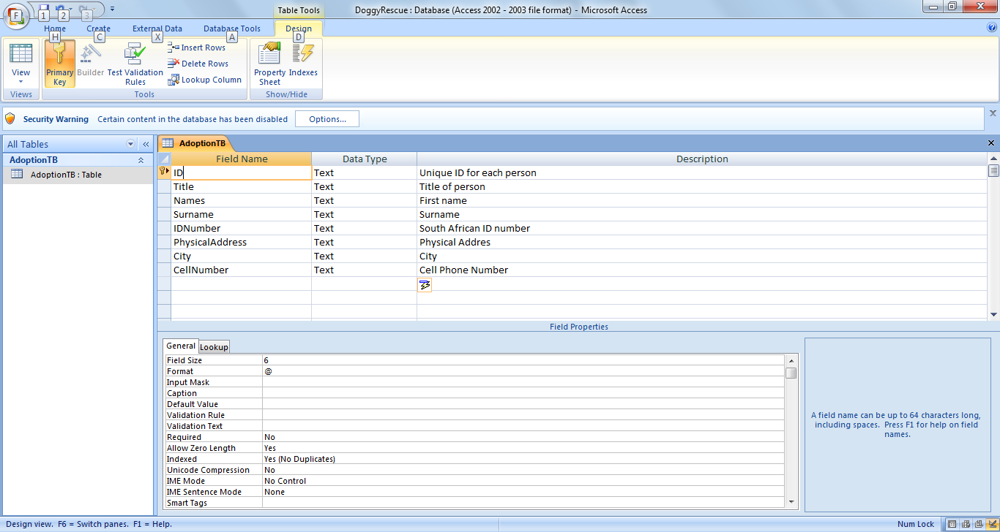 Table Tools DoggyRescue : Database (Access 2002 - 2003 file format) - Microsoft Access
F 1 2 3
Home Create External Data Database Tools Design
H C X A D
View Primary Key Builder Test Validation Rules Insert Rows Delete Rows Lookup Column Property Sheet Indexes
Views Tools Show/Hide
Security Warning Certain content in the database has been disabled Options...
All Tables « AdoptionTB
AdoptionTB
AdoptionTB : Table
Field Name Data Type Description
ID Text Unique ID for each person
Title Text Title of person
Names Text First name
Surname Text Surname
IDNumber Text South African ID number
PhysicalAddress Text Physical Addres
City Text City
CellNumber Text Cell Phone Number
Field Properties
General Lookup
Field Size 6
Format @
Input Mask
Caption
Default Value
Validation Rule
Validation Text
Required No
Allow Zero Length Yes
Indexed Yes (No Duplicates)
Unicode Compression No
IME Mode No Control
IME Sentence Mode None
Smart Tags
A field name can be up to 64 characters long,
including spaces. Press F1 for help on field
names.
Design view. F6 = Switch panes. F1 = Help. Num Lock